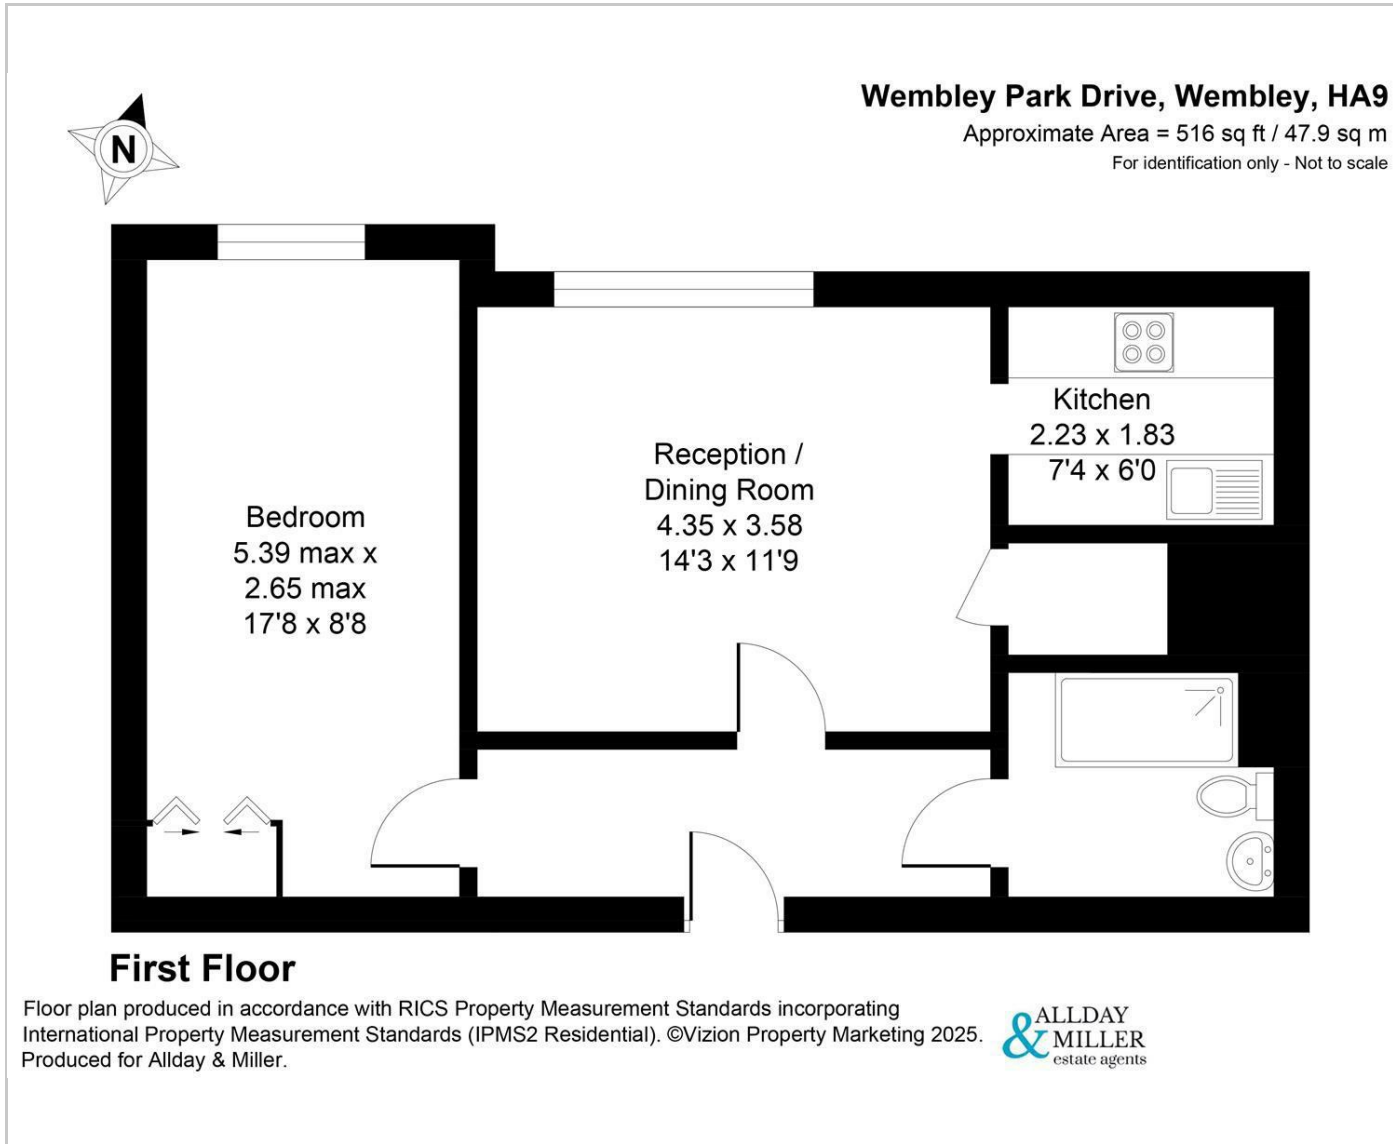 N
Wembley Park Drive, Wembley, HA9
Approximate Area = 516 sq ft / 47.9 sq m
For identification only - Not to scale
Kitchen
2.23 x 1.83
7'4 x 6'0
Reception /
Dining Room
4.35 x 3.58
14'3 x 11'9
Bedroom
5.39 max x
2.65 max
17'8 x 8'8
First Floor
Floor plan produced in accordance with RICS Property Measurement Standards incorporating
International Property Measurement Standards (IPMS2 Residential). ©Vizion Property Marketing 2025.
Produced for Allday & Miller.
ALLDAY
& MILLER
estate agents